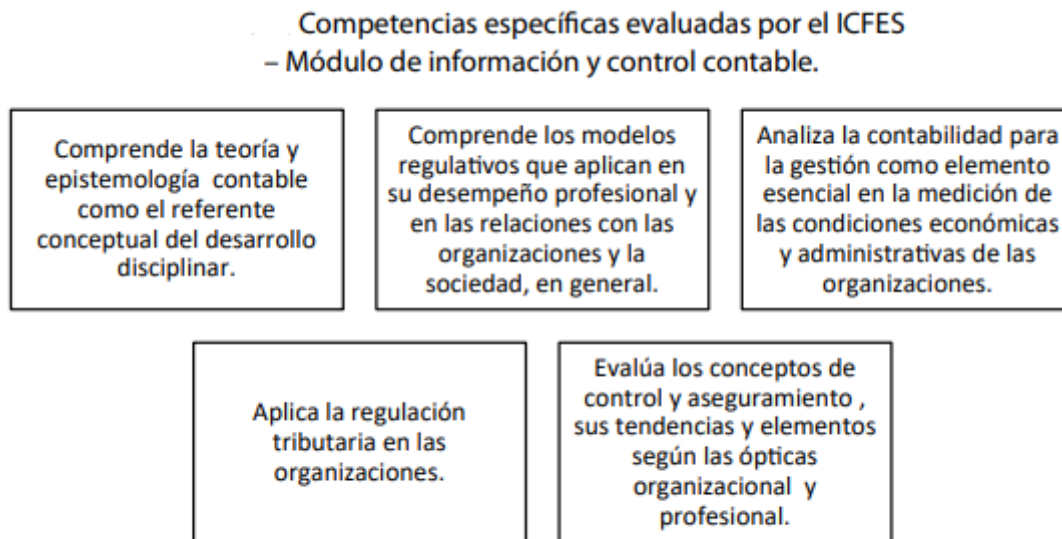 Competencias específicas evaluadas por el ICFES
– Módulo de información y control contable.
Comprende la teoría y
epistemología contable
como el referente
conceptual del desarrollo
disciplinar.
Comprende los modelos
regulativos que aplican en
su desempeño profesional y
en las relaciones con las
organizaciones y la
sociedad, en general.
Analiza la contabilidad para
la gestión como elemento
esencial en la medición de
las condiciones económicas
y administrativas de las
organizaciones.
Aplica la regulación
tributaria en las
organizaciones.
Evalúa los conceptos de
control y aseguramiento ,
sus tendencias y elementos
según las ópticas
organizacional y
profesional.